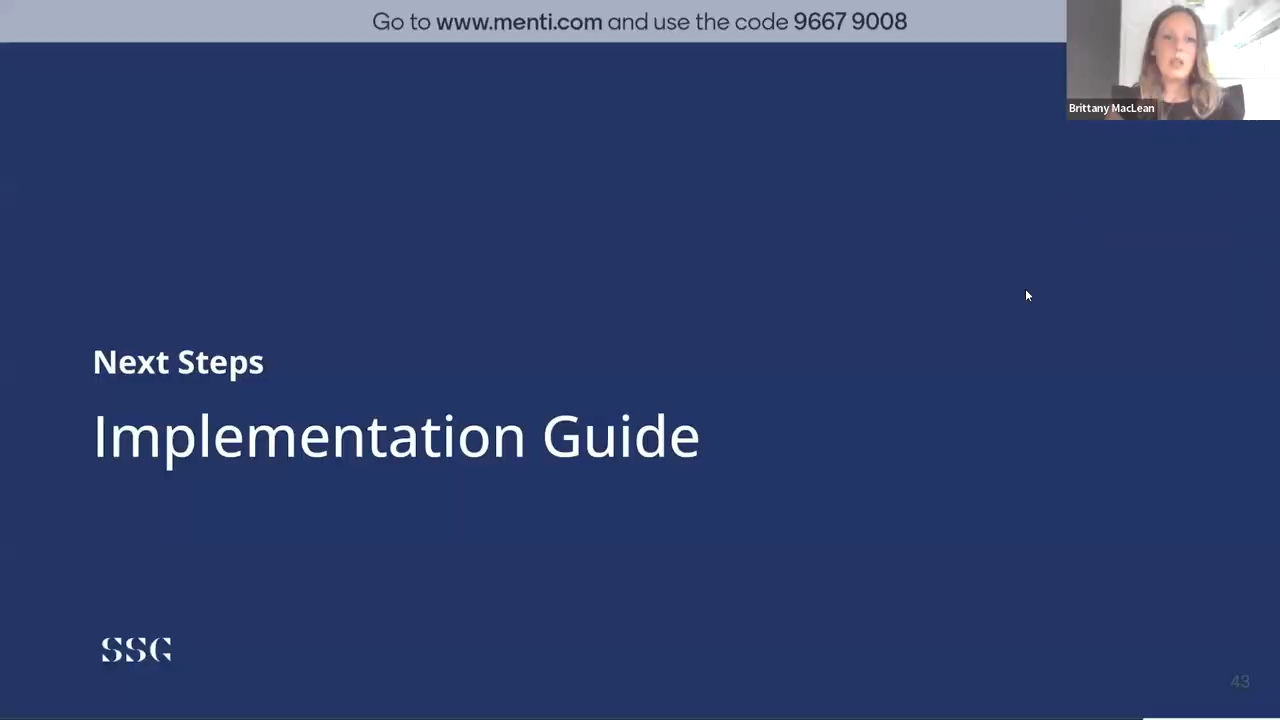 Go to www.menti.com and use the code 9667 9008
Brittany MacLean
Next Steps
Implementation Guide
SSG
43